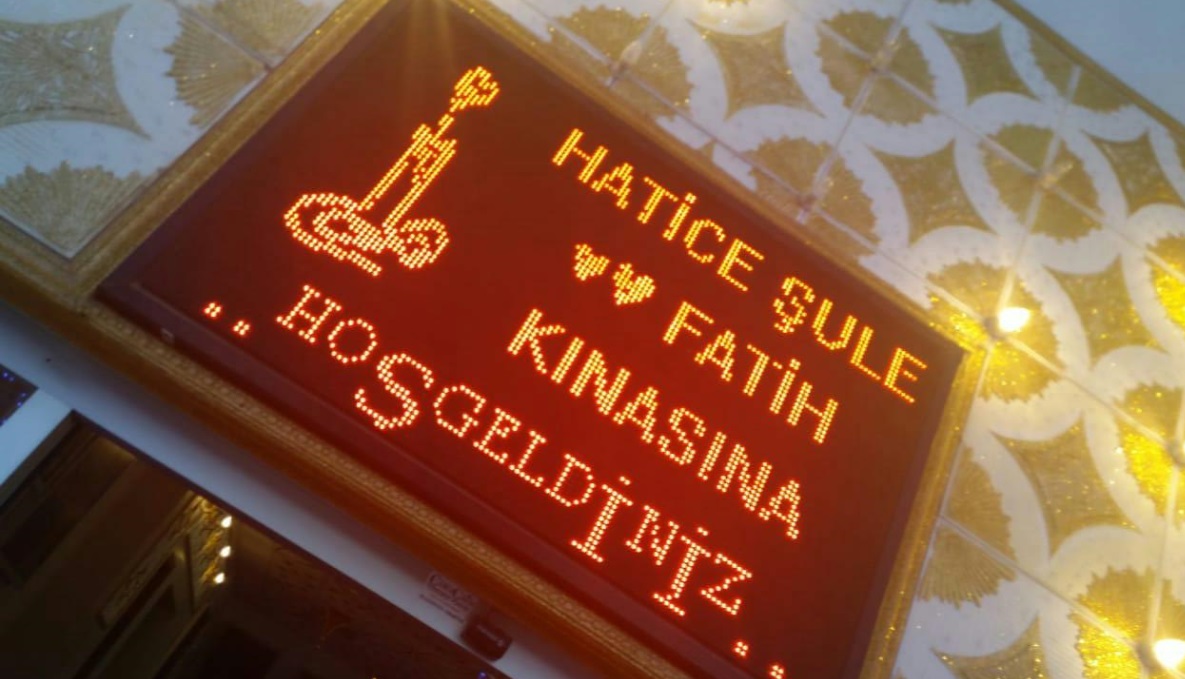 HATİCE ŞULE
FATİH
KINASINA
.. HOŞGELDİNİZ ..